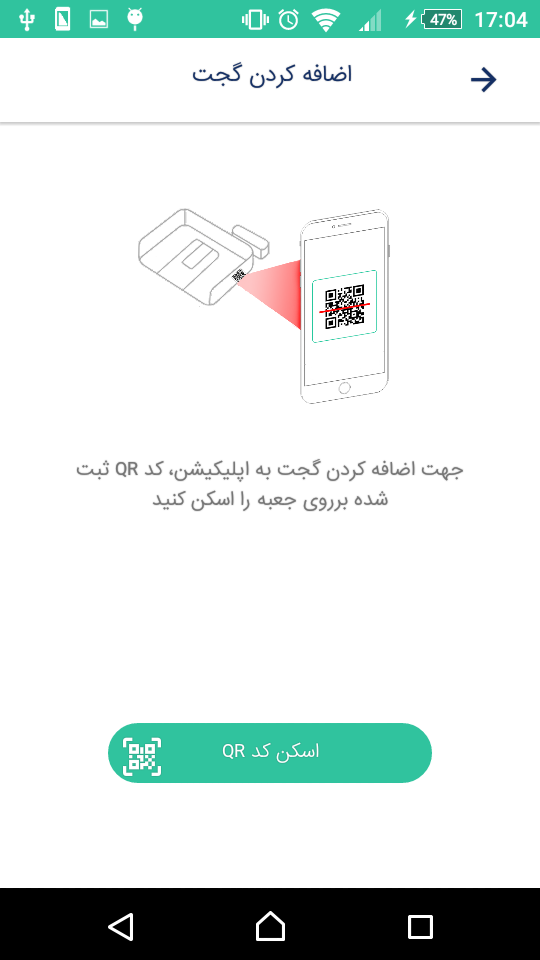 47%
17:04
اضافه کردن گجت
جهت اضافه کردن گجت به اپلیکیشن، کد QR ثبت
شده برروی جعبه را اسکن کنید
اسکن کد QR